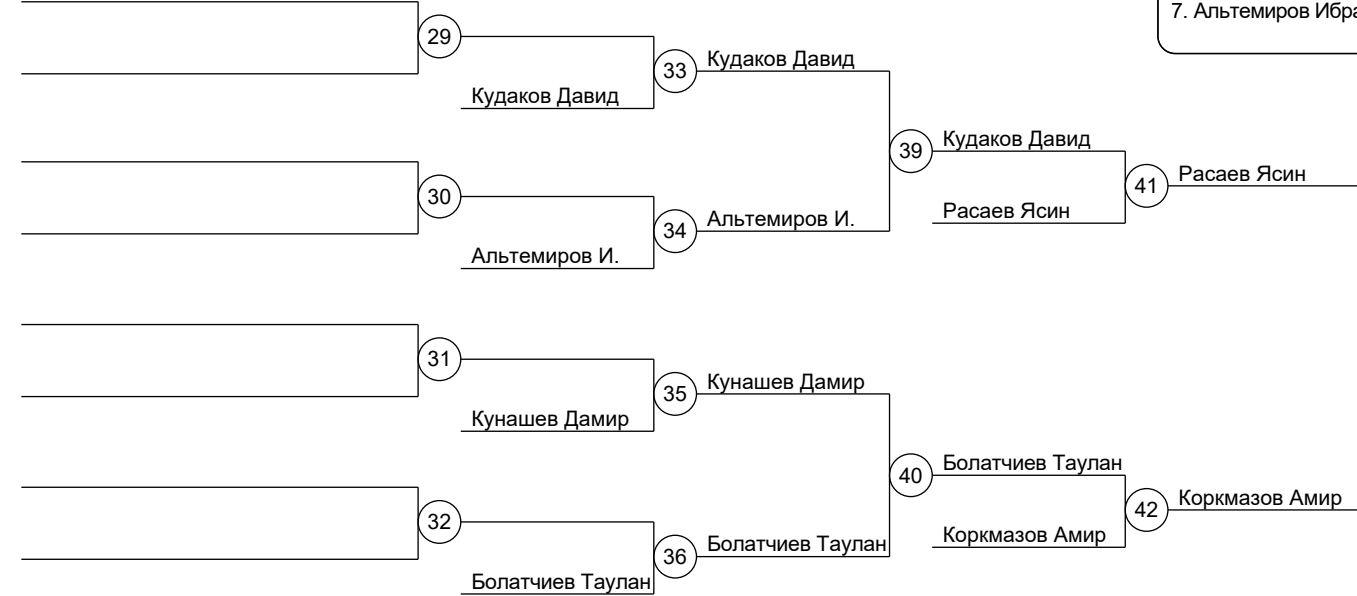 7. Альтемиров Ибра
29
Кудаков Давид
33
Кудаков Давид
39
Кудаков Давид
41
Расаев Ясин
Расаев Ясин
30
Альтемиров И.
34
Альтемиров И.
31
Кунашев Дамир
35
Кунашев Дамир
40
Болатчиев Таулан
42
Коркмазов Амир
Коркмазов Амир
32
Болатчиев Таулан
36
Болатчиев Таулан